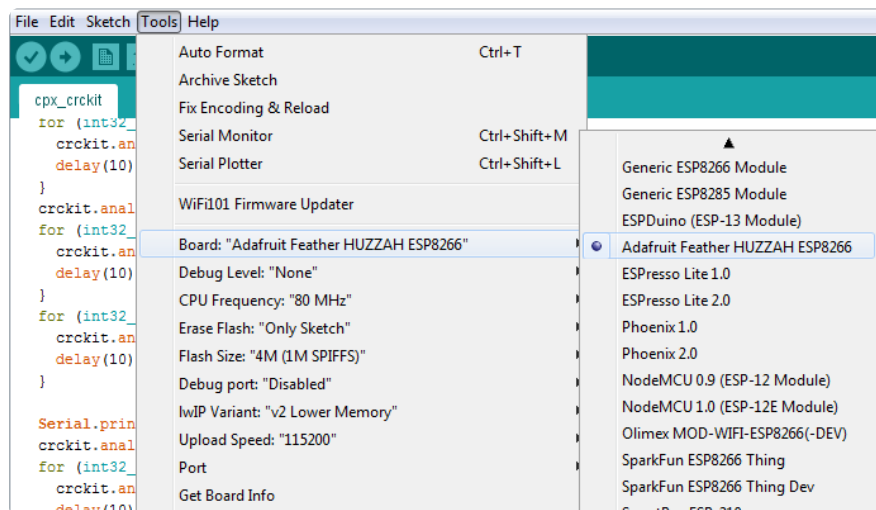 File Edit Sketch Tools Help
cpx_crckit
for (int32_
crckit.an
delay(10)
}
crckit.anal
for (int32_
crckit.an
delay(10)
}
for (int32_
crckit.an
delay(10)
}
Serial.prin
crckit.anal
for (int32_
crckit.an
delay(10)
Auto Format Ctrl+T
Archive Sketch
Fix Encoding & Reload
Serial Monitor Ctrl+Shift+M
Serial Plotter Ctrl+Shift+L
WiFi101 Firmware Updater
Board: "Adafruit Feather HUZZAH ESP8266"
Debug Level: "None"
CPU Frequency: "80 MHz"
Erase Flash: "Only Sketch"
Flash Size: "4M (1M SPIFFS)"
Debug port: "Disabled"
lwIP Variant: "v2 Lower Memory"
Upload Speed: "115200"
Port
Get Board Info
Generic ESP8266 Module
Generic ESP8285 Module
ESPDuino (ESP-13 Module)
Adafruit Feather HUZZAH ESP8266
ESPresso Lite 1.0
ESPresso Lite 2.0
Phoenix 1.0
Phoenix 2.0
NodeMCU 0.9 (ESP-12 Module)
NodeMCU 1.0 (ESP-12E Module)
Olimex MOD-WIFI-ESP8266(-DEV)
SparkFun ESP8266 Thing
SparkFun ESP8266 Thing Dev